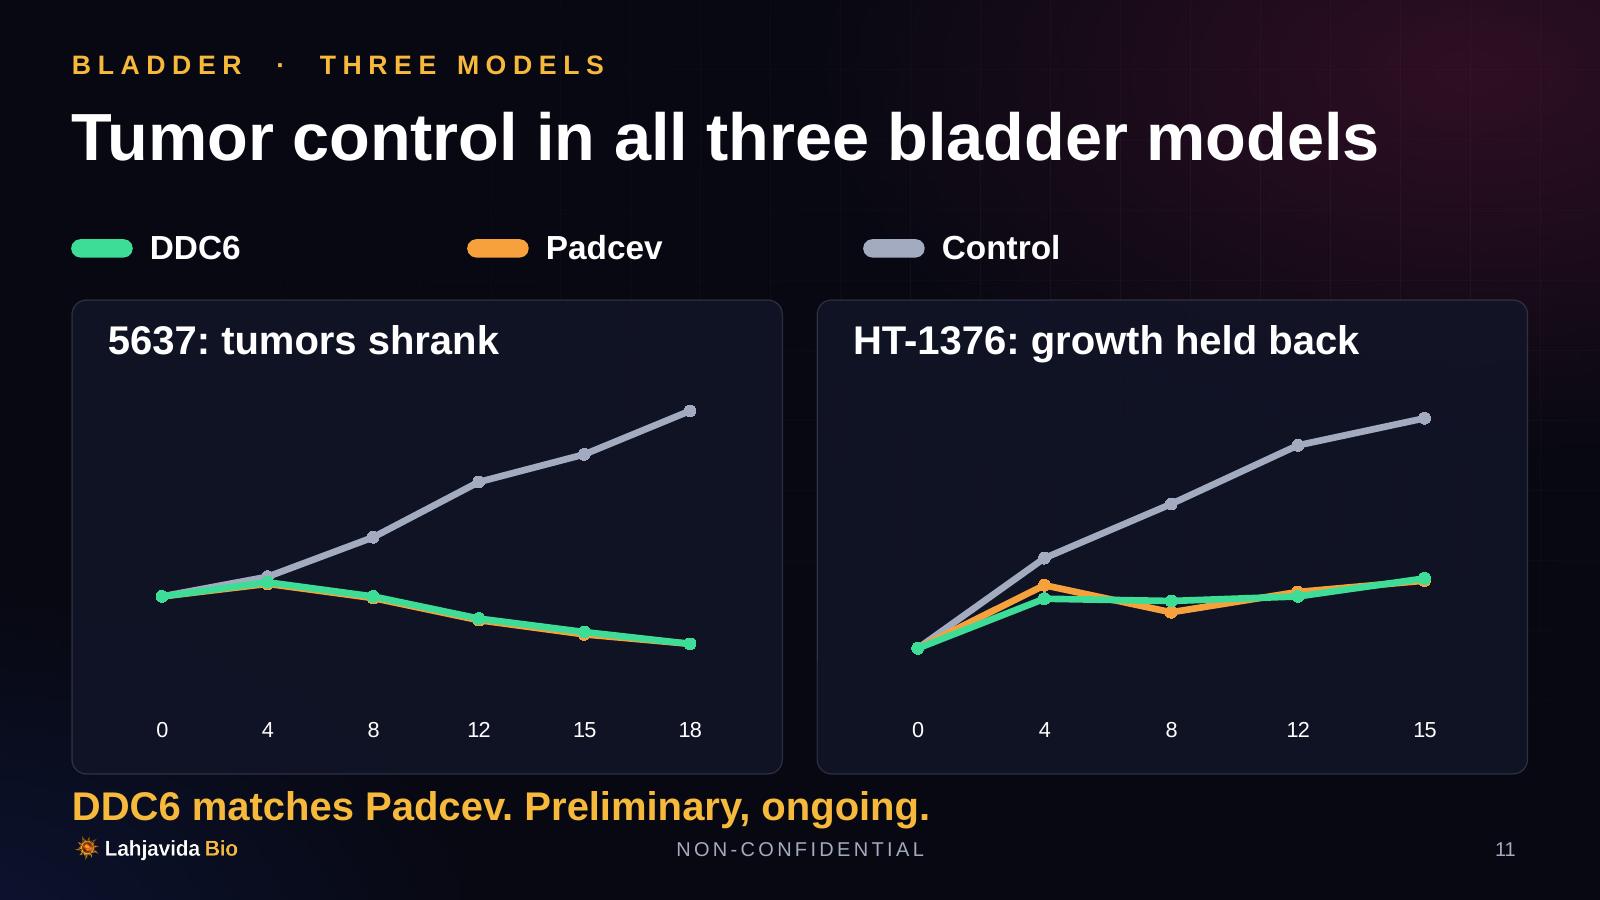 BLADDER · THREE MODELS
Tumor control in all three bladder models
DDC6 Padcev Control
5637: tumors shrank
0 4 8 12 15 18
HT-1376: growth held back
0 4 8 12 15
DDC6 matches Padcev. Preliminary, ongoing.
Lahjavida Bio NON-CONFIDENTIAL 11